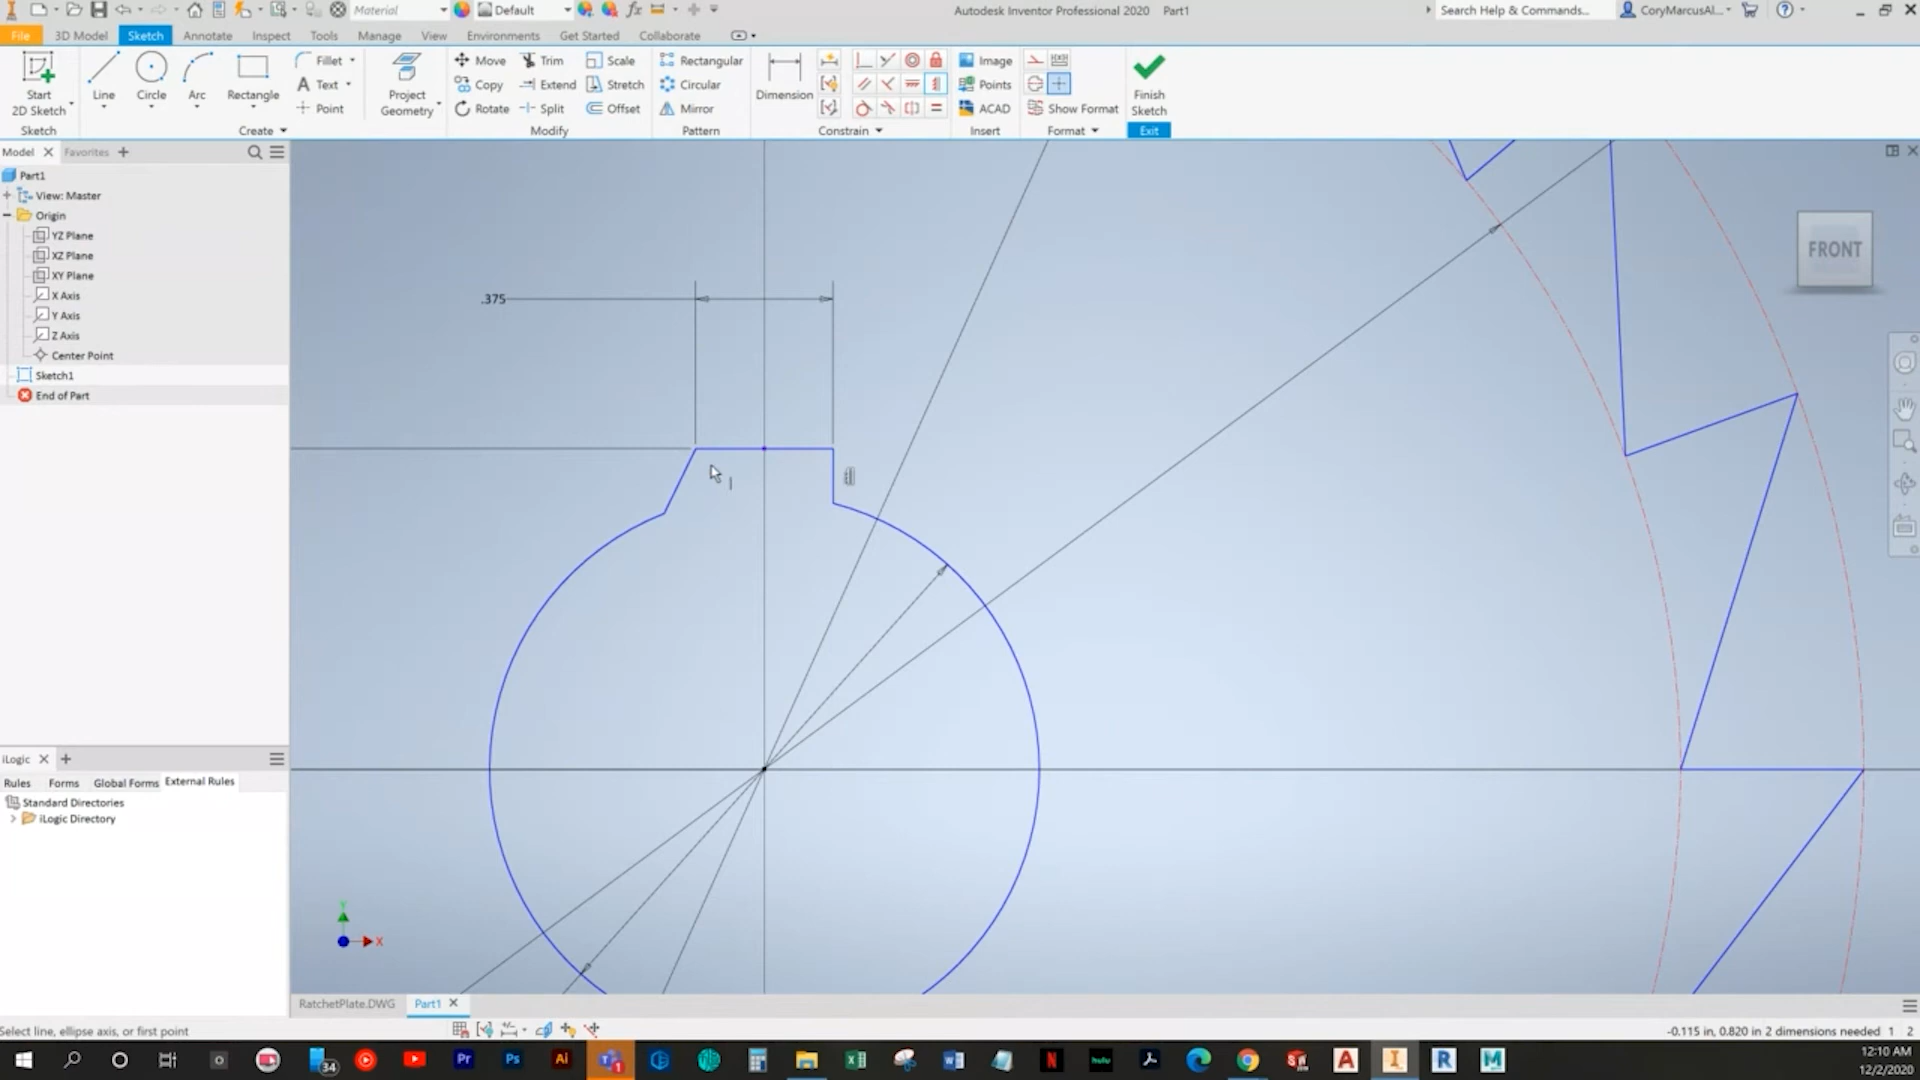 Material
Default
Autodesk Inventor Professional 2020 Part1
Search Help & Commands...
CoryMarcusAl...
File 3D Model Sketch Annotate Inspect Tools Manage View Environments Get Started Collaborate
Start
2D Sketch
Line
Circle
Arc
Rectangle
Fillet
Text
Point
Project
Geometry
Move
Copy
Rotate
Trim
Extend
Split
Scale
Stretch
Offset
Rectangular
Circular
Mirror
Dimension
Image
Points
ACAD
Show Format
Finish
Sketch
Sketch Create Modify Pattern Constrain Insert Format Exit
Model Favorites
Part1
View: Master
Origin
YZ Plane
XZ Plane
XY Plane
X Axis
Y Axis
Z Axis
Center Point
Sketch1
End of Part
.375
FRONT
Y
X
iLogic
Rules Forms Global Forms External Rules
Standard Directories
iLogic Directory
RatchetPlate.DWG Part1
Select line, ellipse axis, or first point
-0.115 in, 0.820 in 2 dimensions needed 1 2
34
Pr
Ps
Ai
1
N
hulu
A
I
R
M
12:10 AM
12/2/2020